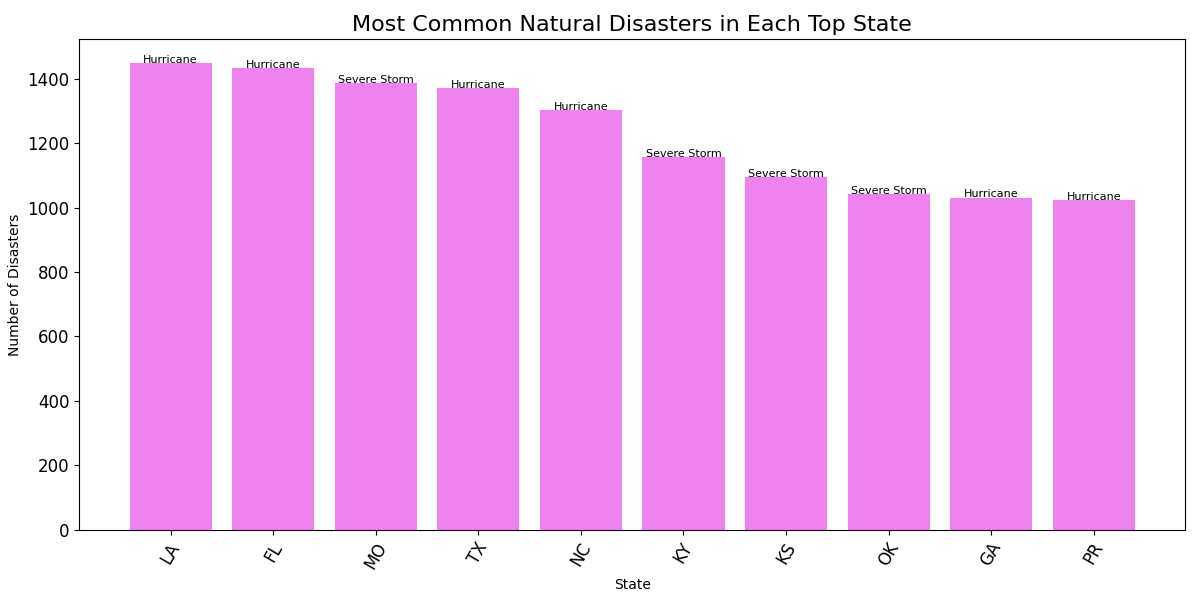 Most Common Natural Disasters in Each Top State
Number of Disasters
1400
1200
1000
800
600
400
200
0
Hurricane
Hurricane
Severe Storm
Hurricane
Hurricane
Severe Storm
Severe Storm
Severe Storm
Hurricane
Hurricane
LA
FL
MO
TX
NC
KY
KS
OK
GA
PR
State